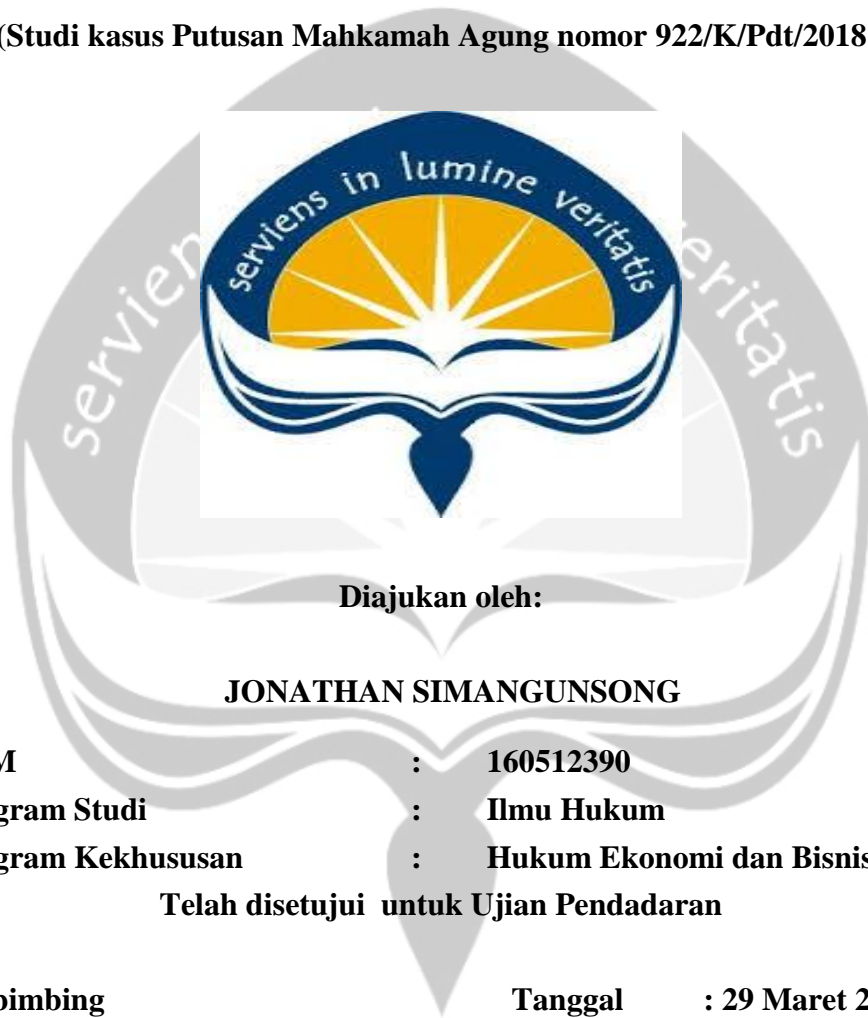 (Studi kasus Putusan Mahkamah Agung nomor 922/K/Pdt/2018
serviens in lumine veritatis
Diajukan oleh:
JONATHAN SIMANGUNSONG
M : 160512390
gram Studi : Ilmu Hukum
gram Kekhususan : Hukum Ekonomi dan Bisnis
Telah disetujui untuk Ujian Pendadaran
bimbing Tanggal : 29 Maret 2